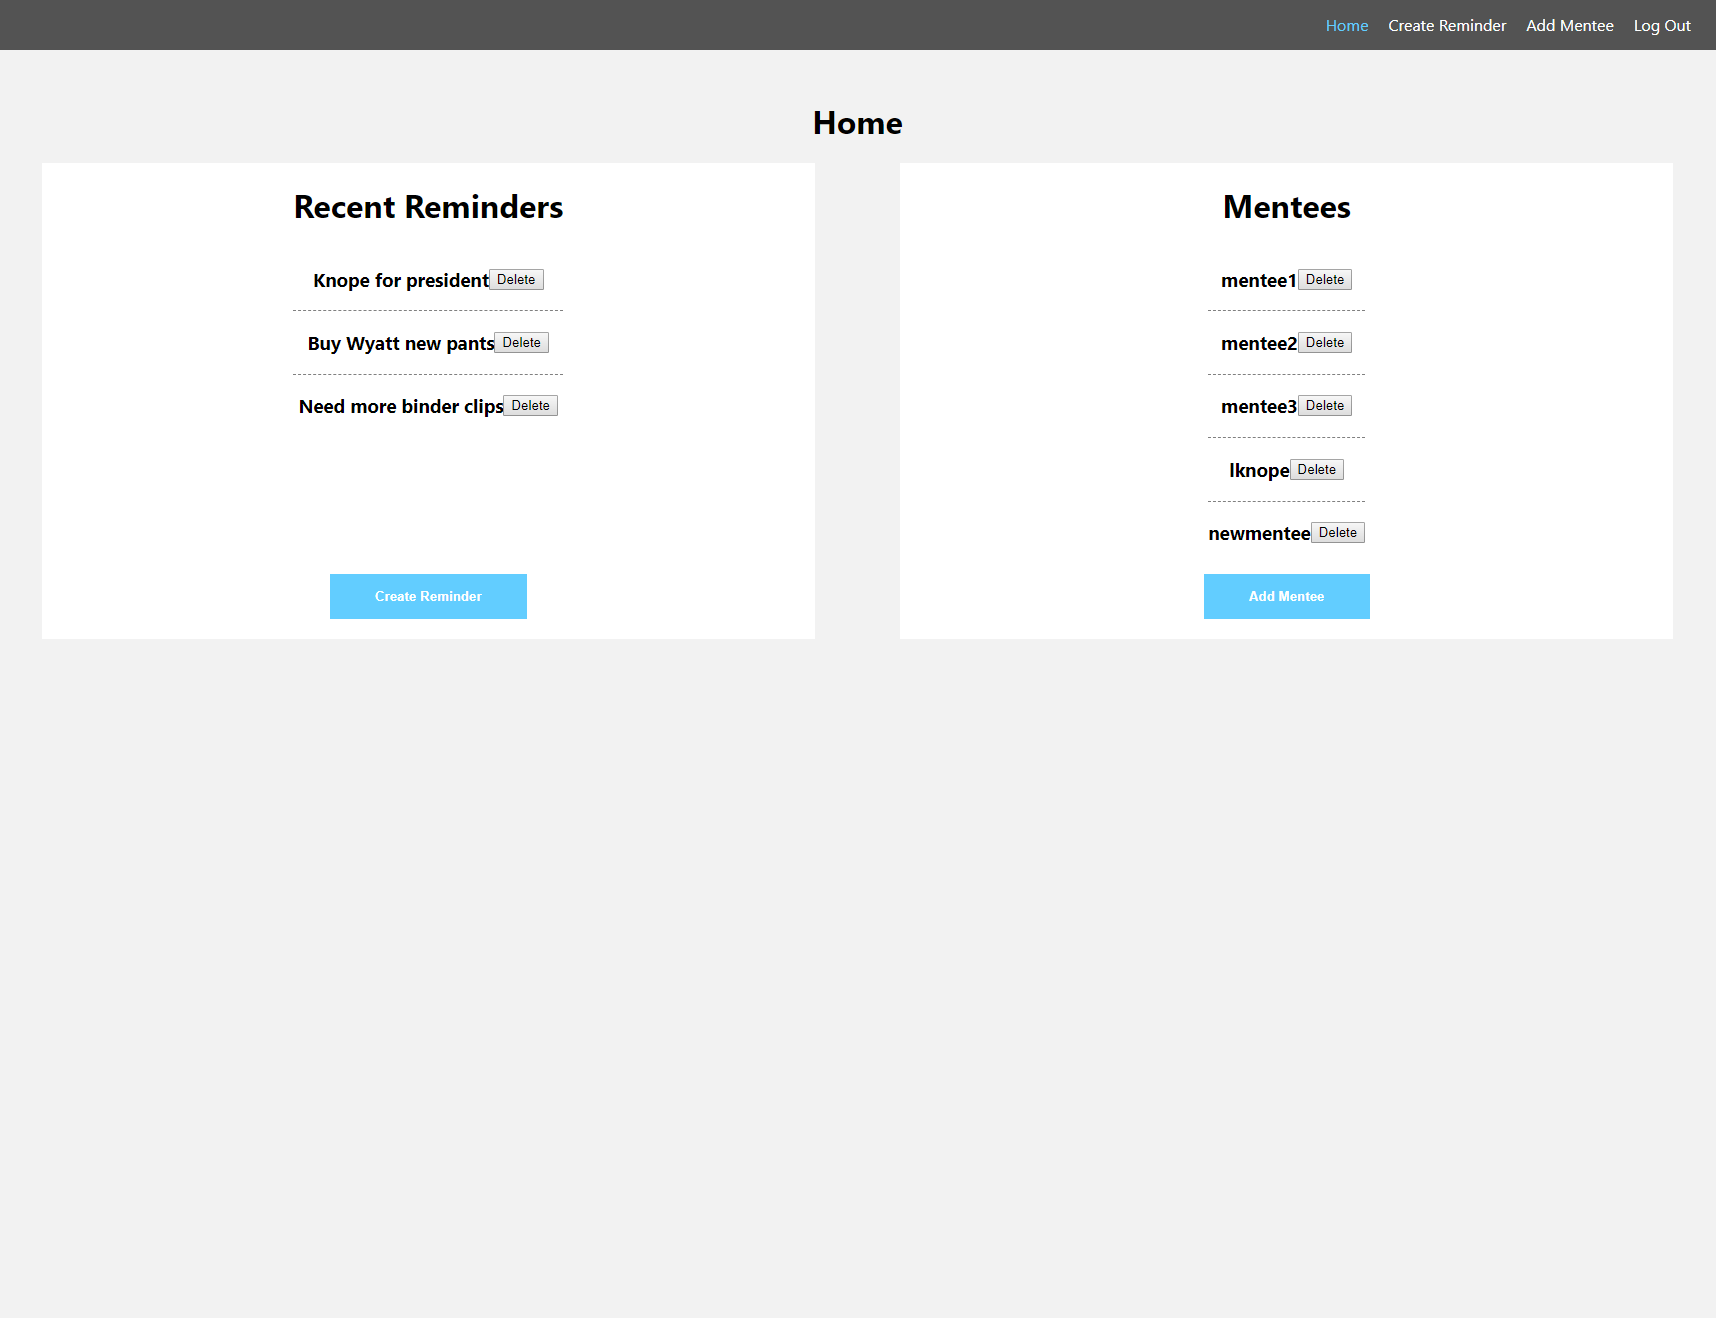 Home Create Reminder Add Mentee Log Out
Home
Recent Reminders
Knope for president Delete
Buy Wyatt new pants Delete
Need more binder clips Delete
Create Reminder
Mentees
mentee1 Delete
mentee2 Delete
mentee3 Delete
lknope Delete
newmentee Delete
Add Mentee